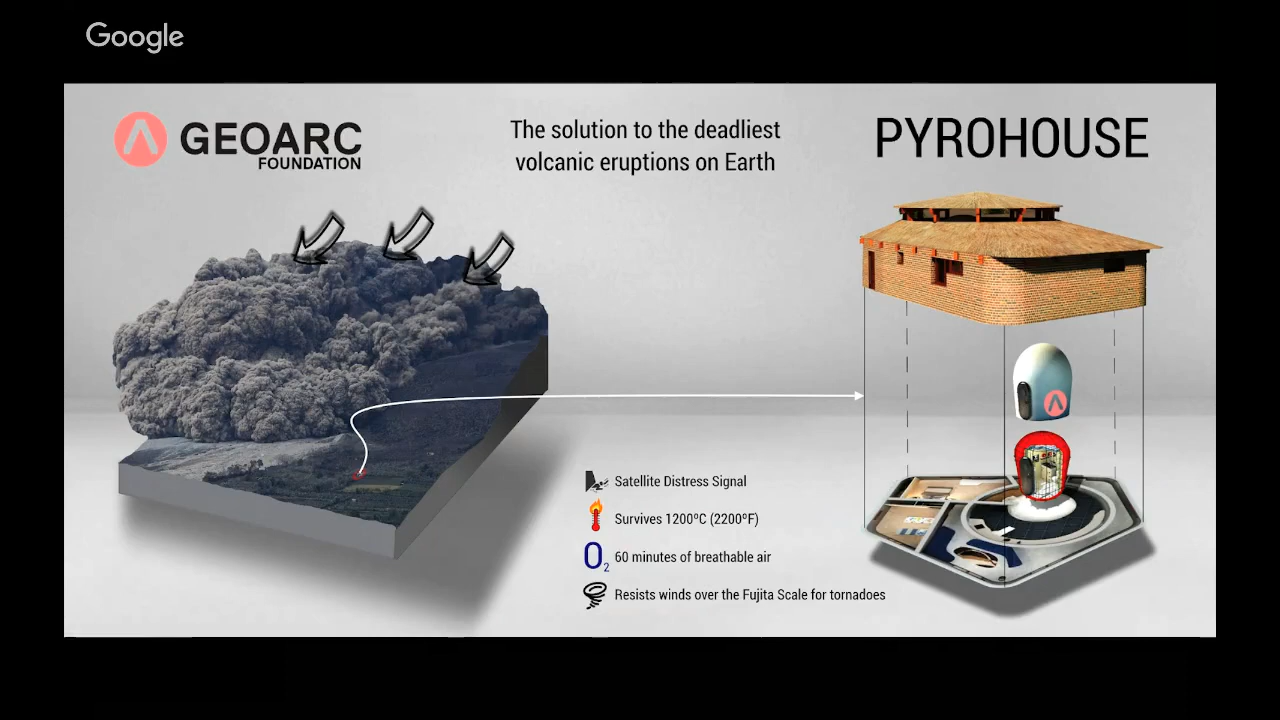 Google
GEOARC
FOUNDATION
The solution to the deadliest
volcanic eruptions on Earth
PYROHOUSE
Satellite Distress Signal
Survives 1200ºC (2200ºF)
O2 60 minutes of breathable air
Resists winds over the Fujita Scale for tornadoes